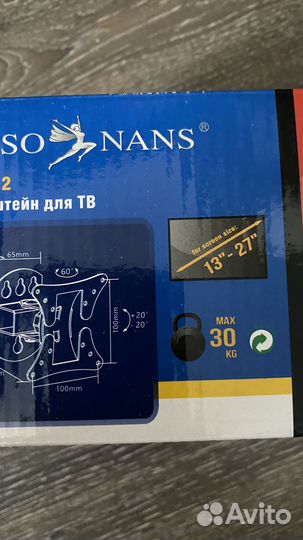 SO NANS ®
2
штейн для ТВ
for screen size:
13"- 27"
65mm
60°
100mm
+20°
-20°
100mm
MAX
30
KG
Avito